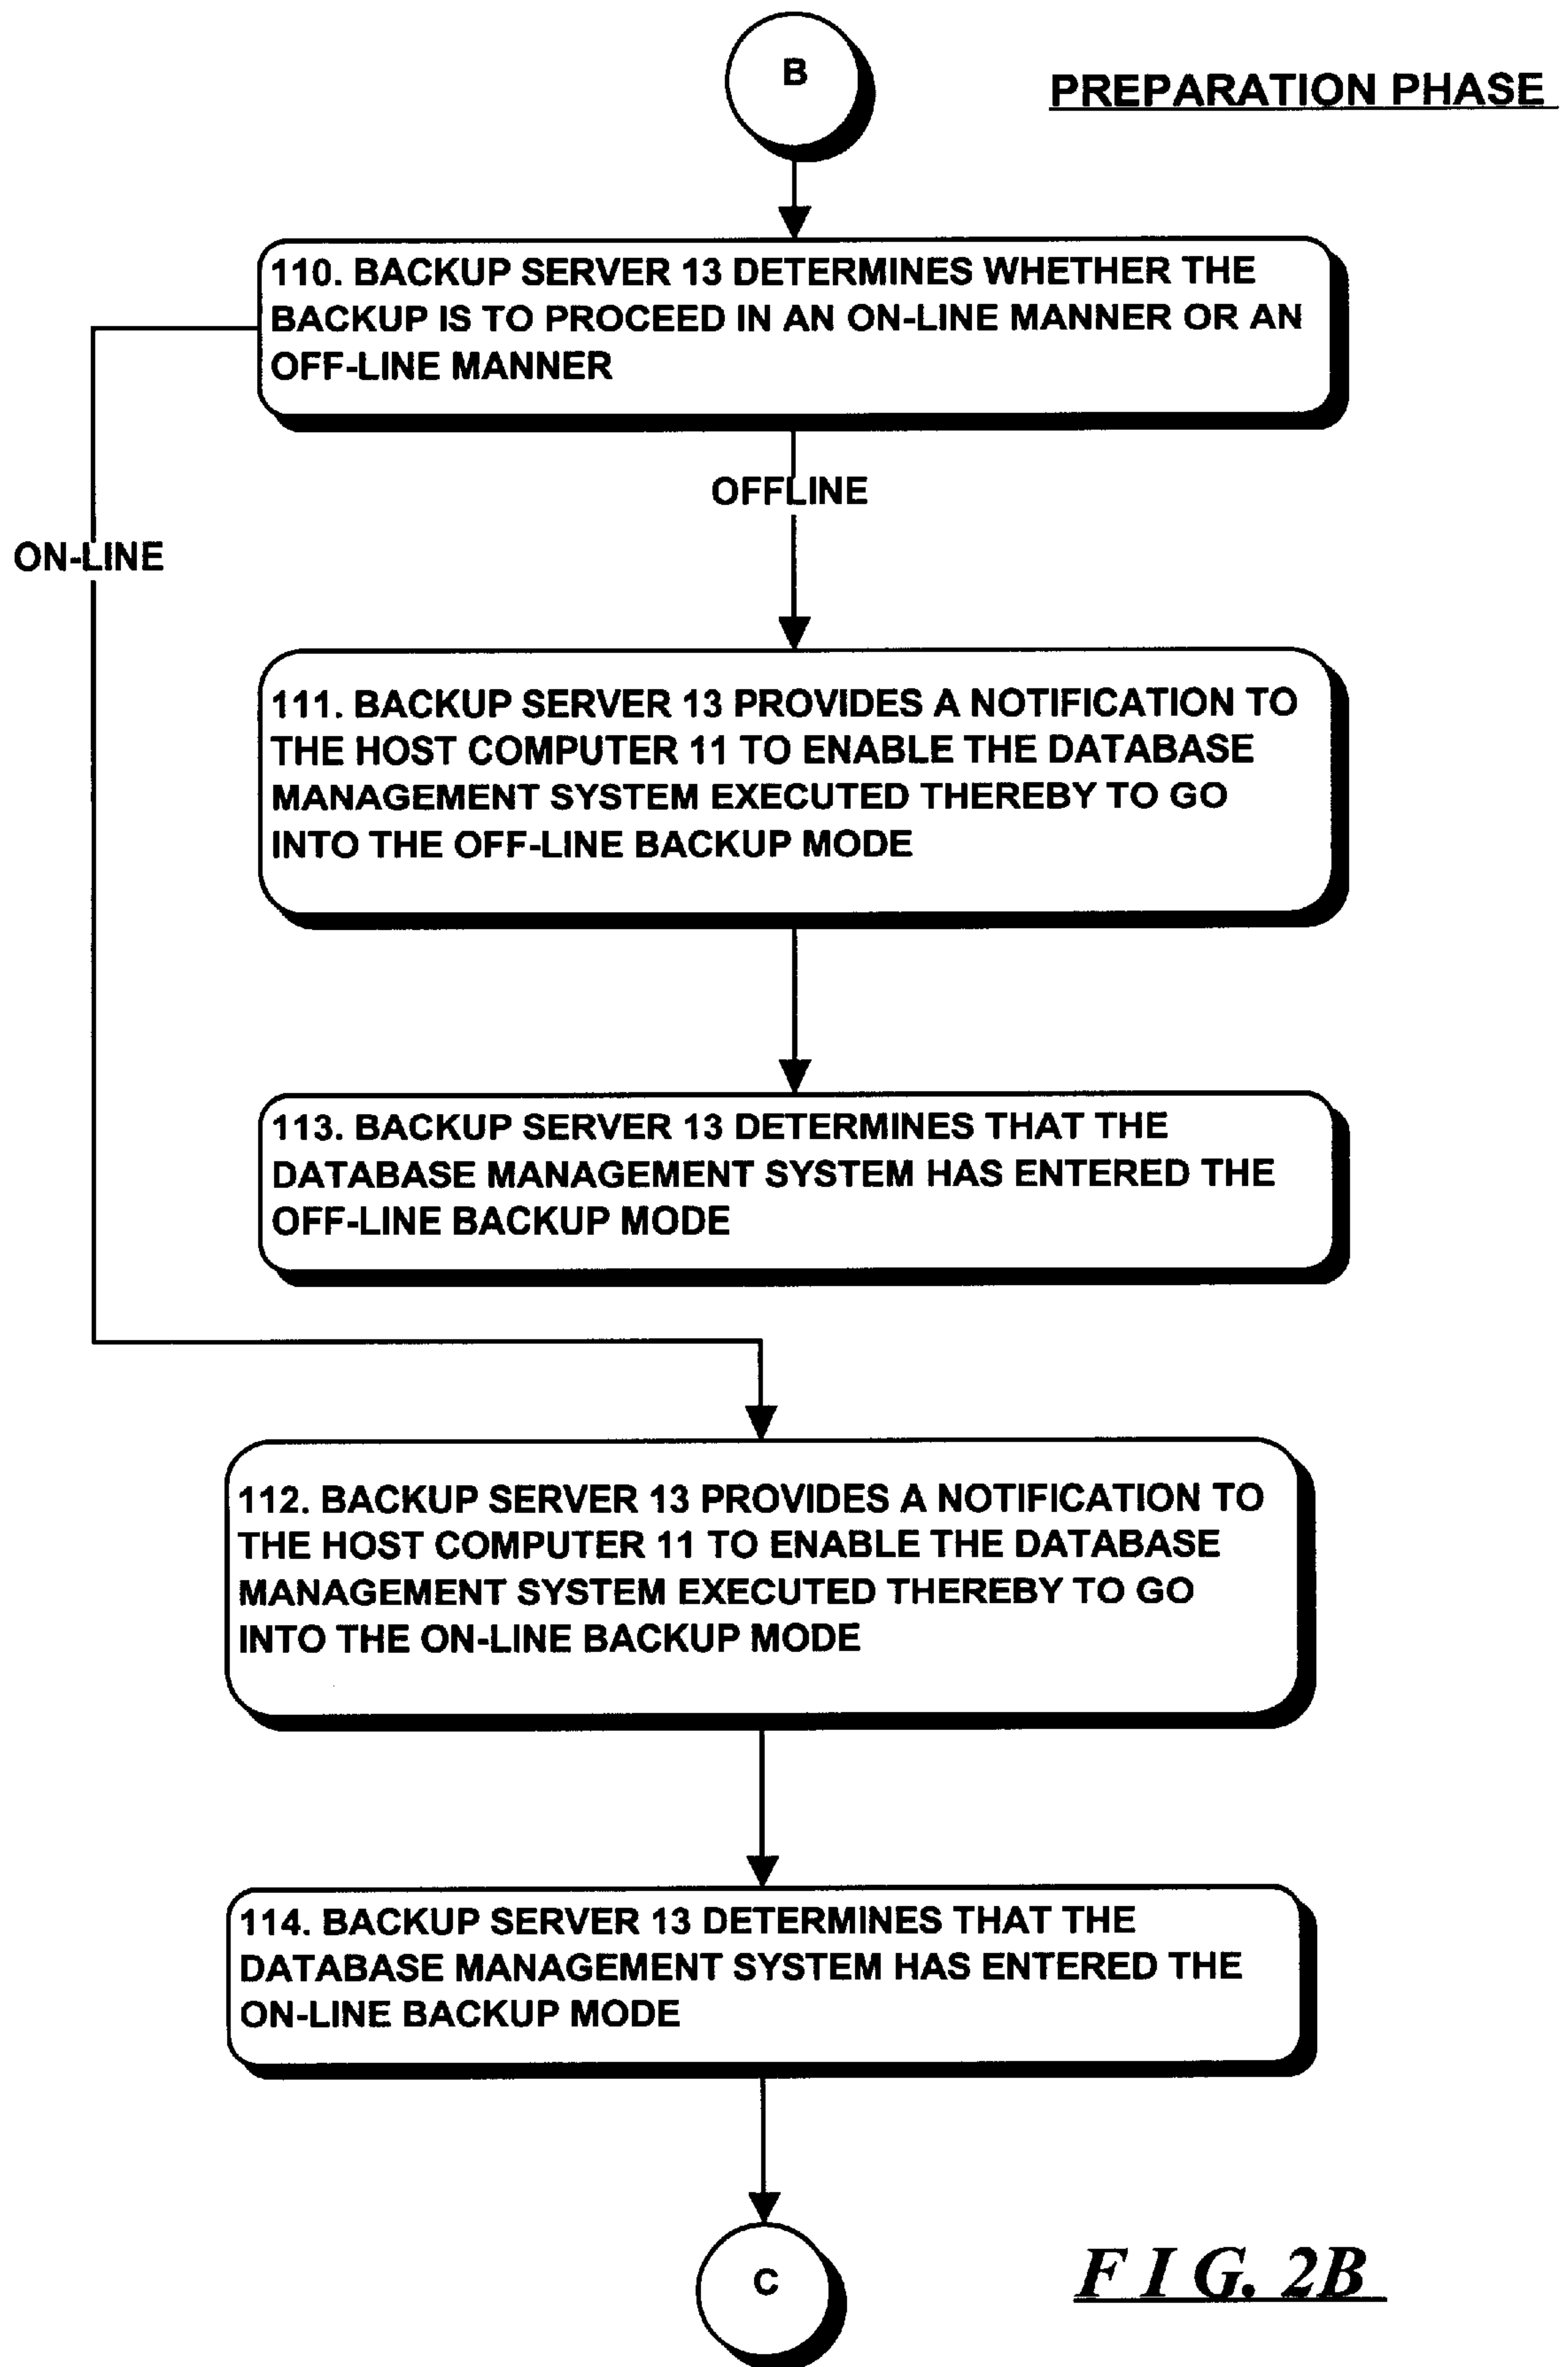 B
PREPARATION PHASE
110. BACKUP SERVER 13 DETERMINES WHETHER THE
BACKUP IS TO PROCEED IN AN ON-LINE MANNER OR AN
OFF-LINE MANNER
OFFLINE
ON-LINE
111. BACKUP SERVER 13 PROVIDES A NOTIFICATION TO
THE HOST COMPUTER 11 TO ENABLE THE DATABASE
MANAGEMENT SYSTEM EXECUTED THEREBY TO GO
INTO THE OFF-LINE BACKUP MODE
113. BACKUP SERVER 13 DETERMINES THAT THE
DATABASE MANAGEMENT SYSTEM HAS ENTERED THE
OFF-LINE BACKUP MODE
112. BACKUP SERVER 13 PROVIDES A NOTIFICATION TO
THE HOST COMPUTER 11 TO ENABLE THE DATABASE
MANAGEMENT SYSTEM EXECUTED THEREBY TO GO
INTO THE ON-LINE BACKUP MODE
114. BACKUP SERVER 13 DETERMINES THAT THE
DATABASE MANAGEMENT SYSTEM HAS ENTERED THE
ON-LINE BACKUP MODE
C
F I G. 2B